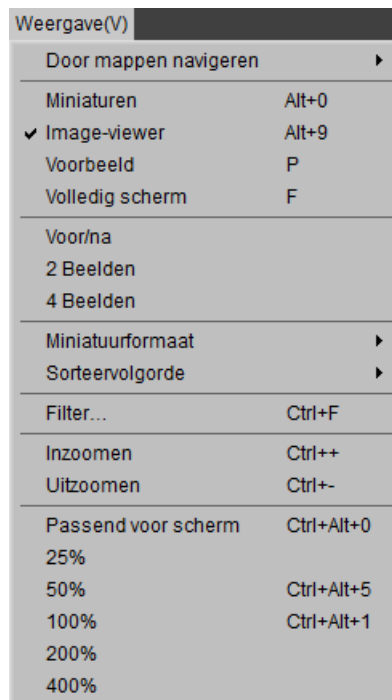 Weergave(V)
Door mappen navigeren
Miniaturen Alt+0
Image-viewer Alt+9
Voorbeeld P
Volledig scherm F
Voor/na
2 Beelden
4 Beelden
Miniatuurformaat
Sorteervolgorde
Filter... Ctrl+F
Inzoomen Ctrl++
Uitzoomen Ctrl+-
Passend voor scherm Ctrl+Alt+0
25%
50% Ctrl+Alt+5
100% Ctrl+Alt+1
200%
400%